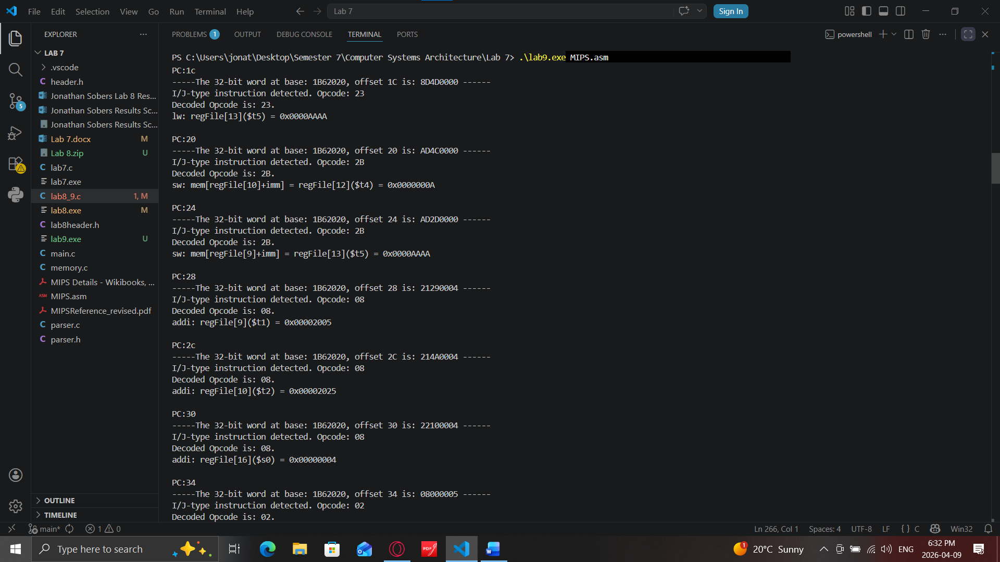 File Edit Selection View Go Run Terminal Help
Lab 7
Sign In
EXPLORER
LAB 7
.vscode
header.h
Jonathan Sobers Lab 8 Res...
Jonathan Sobers Results Sc...
Jonathan Sobers Results Sc...
Lab 7.docx M
Lab 8.zip U
lab7.c
lab7.exe
lab8_9.c 1, M
lab8.exe M
lab8header.h
lab9.exe U
main.c
memory.c
MIPS Details - Wikibooks, ...
MIPS.asm
MIPSReference_revised.pdf
parser.c
parser.h
OUTLINE
TIMELINE
5
PROBLEMS 1 OUTPUT DEBUG CONSOLE TERMINAL PORTS
powershell
PS C:\Users\jonat\Desktop\Semester 7\Computer Systems Architecture\Lab 7> .\lab9.exe MIPS.asm
PC:1c
-----The 32-bit word at base: 1B62020, offset 1C is: 8D4D0000 ------
I/J-type instruction detected. Opcode: 23
Decoded Opcode is: 23.
lw: regFile[13]($t5) = 0x0000AAAA
PC:20
-----The 32-bit word at base: 1B62020, offset 20 is: AD4C0000 ------
I/J-type instruction detected. Opcode: 2B
Decoded Opcode is: 2B.
sw: mem[regFile[10]+imm] = regFile[12]($t4) = 0x0000000A
PC:24
-----The 32-bit word at base: 1B62020, offset 24 is: AD2D0000 ------
I/J-type instruction detected. Opcode: 2B
Decoded Opcode is: 2B.
sw: mem[regFile[9]+imm] = regFile[13]($t5) = 0x0000AAAA
PC:28
-----The 32-bit word at base: 1B62020, offset 28 is: 21290004 ------
I/J-type instruction detected. Opcode: 08
Decoded Opcode is: 08.
addi: regFile[9]($t1) = 0x00002005
PC:2c
-----The 32-bit word at base: 1B62020, offset 2C is: 214A0004 ------
I/J-type instruction detected. Opcode: 08
Decoded Opcode is: 08.
addi: regFile[10]($t2) = 0x00002025
PC:30
-----The 32-bit word at base: 1B62020, offset 30 is: 22100004 ------
I/J-type instruction detected. Opcode: 08
Decoded Opcode is: 08.
addi: regFile[16]($s0) = 0x00000004
PC:34
-----The 32-bit word at base: 1B62020, offset 34 is: 08000005 ------
I/J-type instruction detected. Opcode: 02
Decoded Opcode is: 02.
main* 1 0
Ln 266, Col 1 Spaces: 4 UTF-8 LF { } C Win32
Type here to search
PDF
1 20°C Sunny
ENG
6:32 PM
2026-04-09